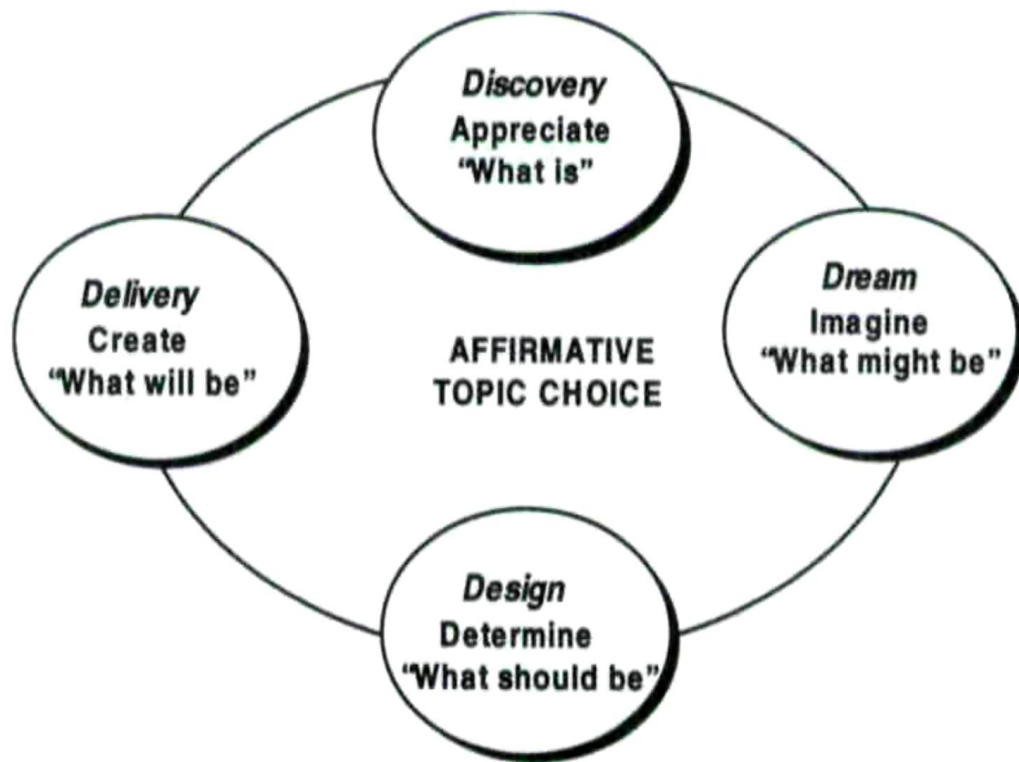 Discovery
Appreciate
“What is”
Dream
Imagine
“What might be”
Delivery
Create
“What will be”
AFFIRMATIVE
TOPIC CHOICE
Design
Determine
“What should be”